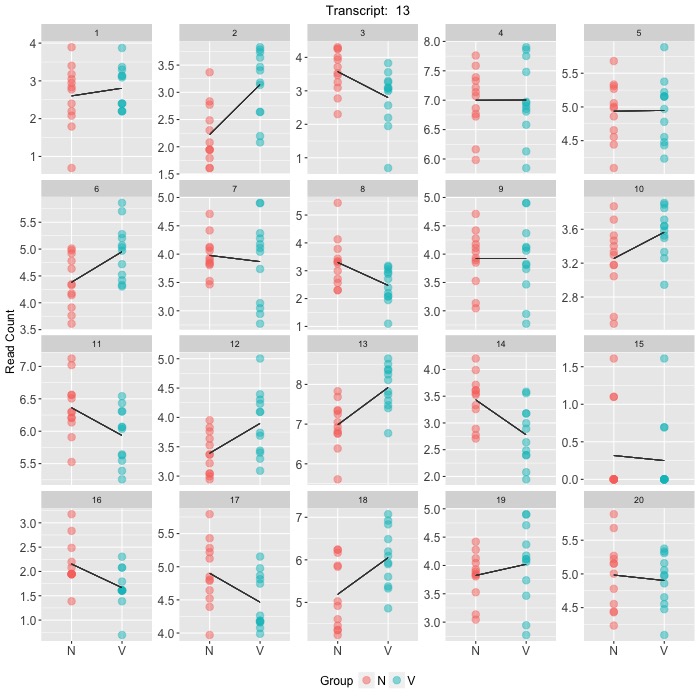 Transcript: 13
1 2 3 4 5
4 3 2 1
3.5 3.0 2.5 2.0 1.5
4 3 2 1
8.0 7.5 7.0 6.5 6.0
5.5 5.0 4.5
6 7 8 9 10
5.5 5.0 4.5 4.0 3.5
5.0 4.5 4.0 3.5 3.0
5 4 3 2 1
5.0 4.5 4.0 3.5 3.0
3.6 3.2 2.8
Read Count
11 12 13 14 15
7.0 6.5 6.0 5.5
5.0 4.5 4.0 3.5 3.0
8 7 6
4.0 3.5 3.0 2.5 2.0
1.5 1.0 0.5 0.0
16 17 18 19 20
3.0 2.5 2.0 1.5 1.0
5.5 5.0 4.5 4.0
7 6 5
5.0 4.5 4.0 3.5 3.0
5.5 5.0 4.5
N V N V N V N V N V
Group N V